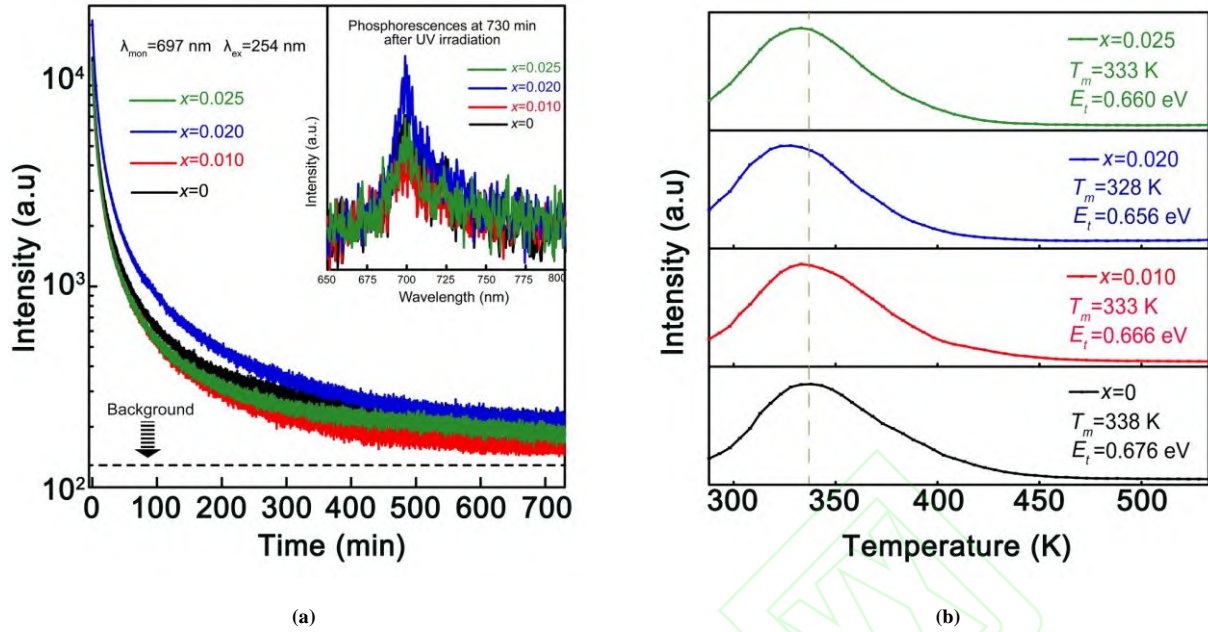 10⁴
10³
10²
Intensity (a.u)
λmon=697 nm λex=254 nm
x=0.025
x=0.020
x=0.010
x=0
Background
0 100 200 300 400 500 600 700
Time (min)
Phosphorescences at 730 min
after UV irradiation
x=0.025
x=0.020
x=0.010
x=0
Intensity (a.u.)
650 675 700 725 750 775 800
Wavelength (nm)
(a)
Intensity (a.u)
x=0.025
Tm=333 K
Et=0.660 eV
x=0.020
Tm=328 K
Et=0.656 eV
x=0.010
Tm=333 K
Et=0.666 eV
x=0
Tm=338 K
Et=0.676 eV
300 350 400 450 500
Temperature (K)
(b)